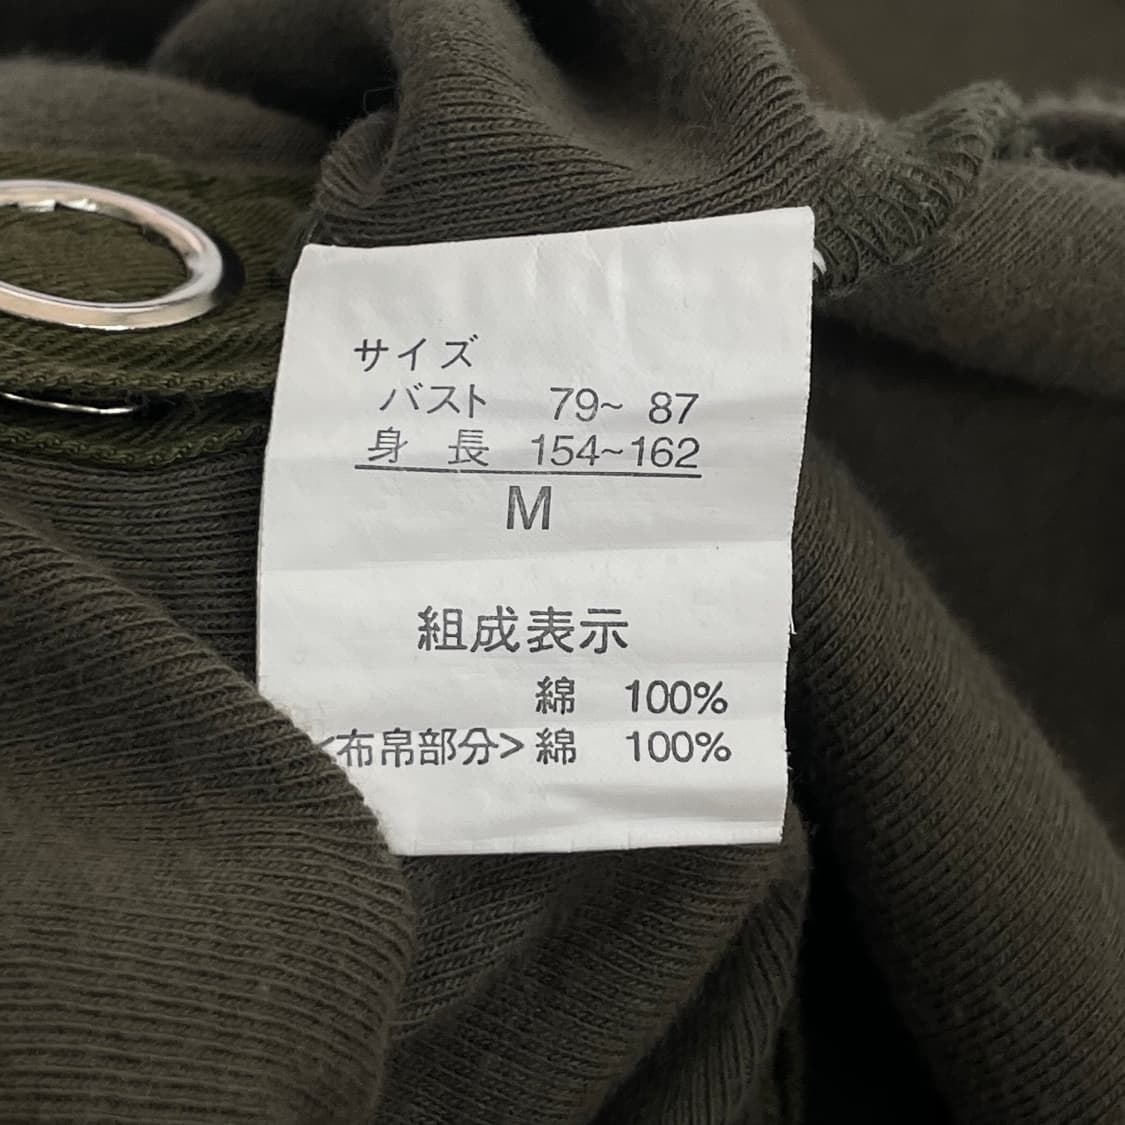 サイズ
バスト 79~ 87
身 長 154~162
M
組成表示
綿 100%
<布帛部分> 綿 100%